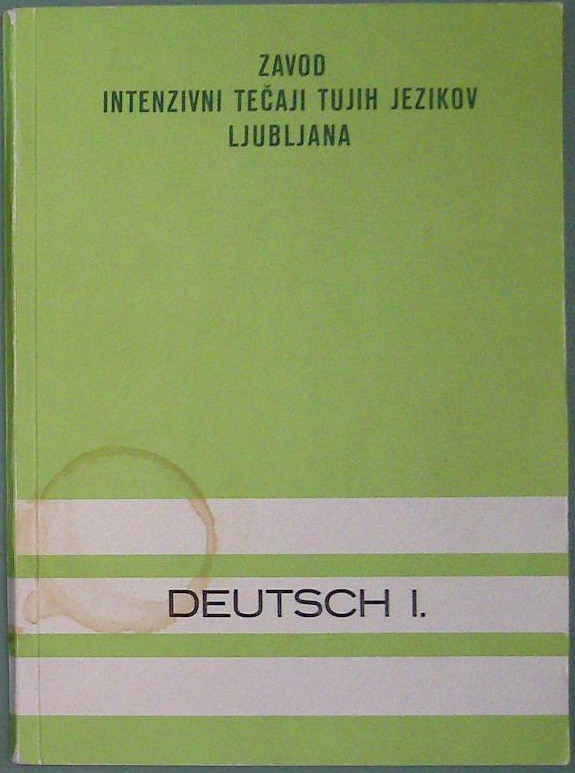 ZAVOD
INTENZIVNI TEČAJI TUJIH JEZIKOV
LJUBLJANA
DEUTSCH I.